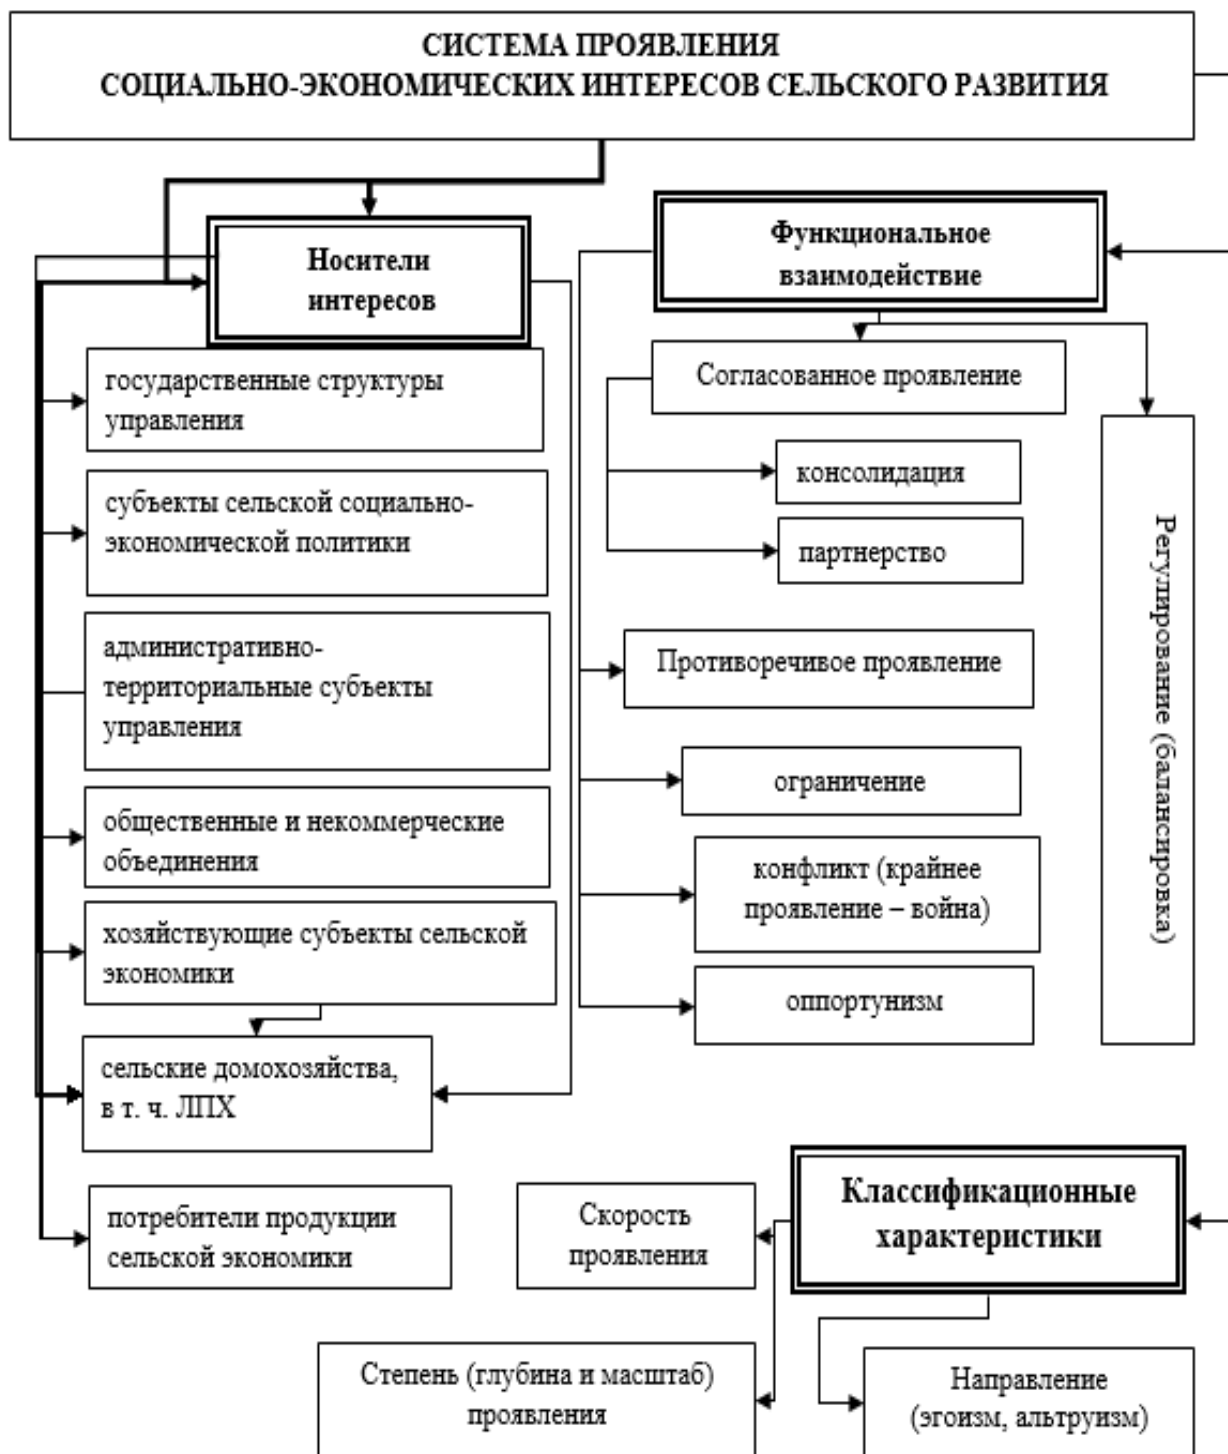 СИСТЕМА ПРОЯВЛЕНИЯ
СОЦИАЛЬНО-ЭКОНОМИЧЕСКИХ ИНТЕРЕСОВ СЕЛЬСКОГО РАЗВИТИЯ
Носители
интересов
государственные структуры
управления
субъекты сельской социально-
экономической политики
административно-
территориальные субъекты
управления
общественные и некоммерческие
объединения
хозяйствующие субъекты сельской
экономики
сельские домохозяйства,
в т. ч. ЛПХ
потребители продукции
сельской экономики
Функциональное
взаимодействие
Согласованное проявление
консолидация
партнерство
Противоречивое проявление
ограничение
конфликт (крайнее
проявление – война)
оппортунизм
Регулирование (балансировка)
Классификационные
характеристики
Скорость
проявления
Степень (глубина и масштаб)
проявления
Направление
(эгоизм, альтруизм)